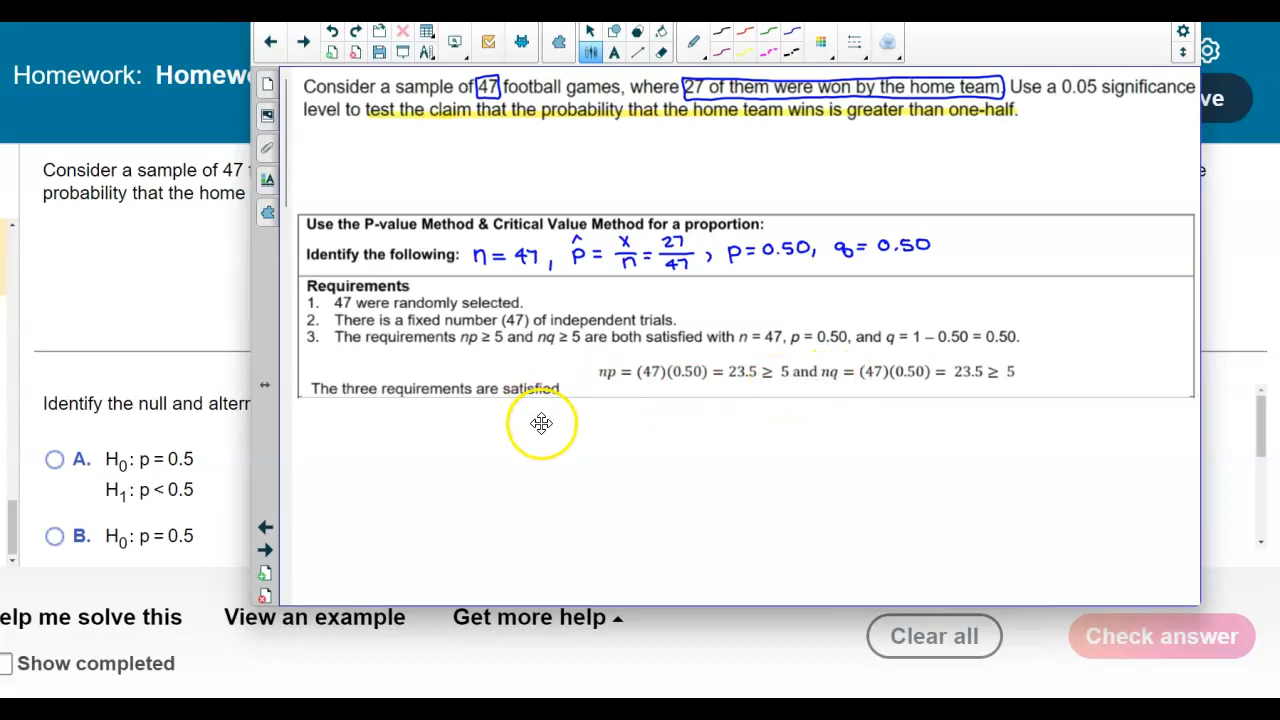 Homework: Homew
ve
Consider a sample of 47 football games, where 27 of them were won by the home team. Use a 0.05 significance
level to test the claim that the probability that the home team wins is greater than one-half.
Consider a sample of 47
probability that the home
Use the P-value Method & Critical Value Method for a proportion:
Identify the following: n = 47, p̂ = x/n = 27/47, p = 0.50, q = 0.50
Requirements
1. 47 were randomly selected.
2. There is a fixed number (47) of independent trials.
3. The requirements np ≥ 5 and nq ≥ 5 are both satisfied with n = 47, p = 0.50, and q = 1 – 0.50 = 0.50.
np = (47)(0.50) = 23.5 ≥ 5 and nq = (47)(0.50) = 23.5 ≥ 5
The three requirements are satisfied
Identify the null and altern
A. H0: p = 0.5
H1: p < 0.5
B. H0: p = 0.5
elp me solve this
View an example
Get more help
Clear all
Check answer
Show completed